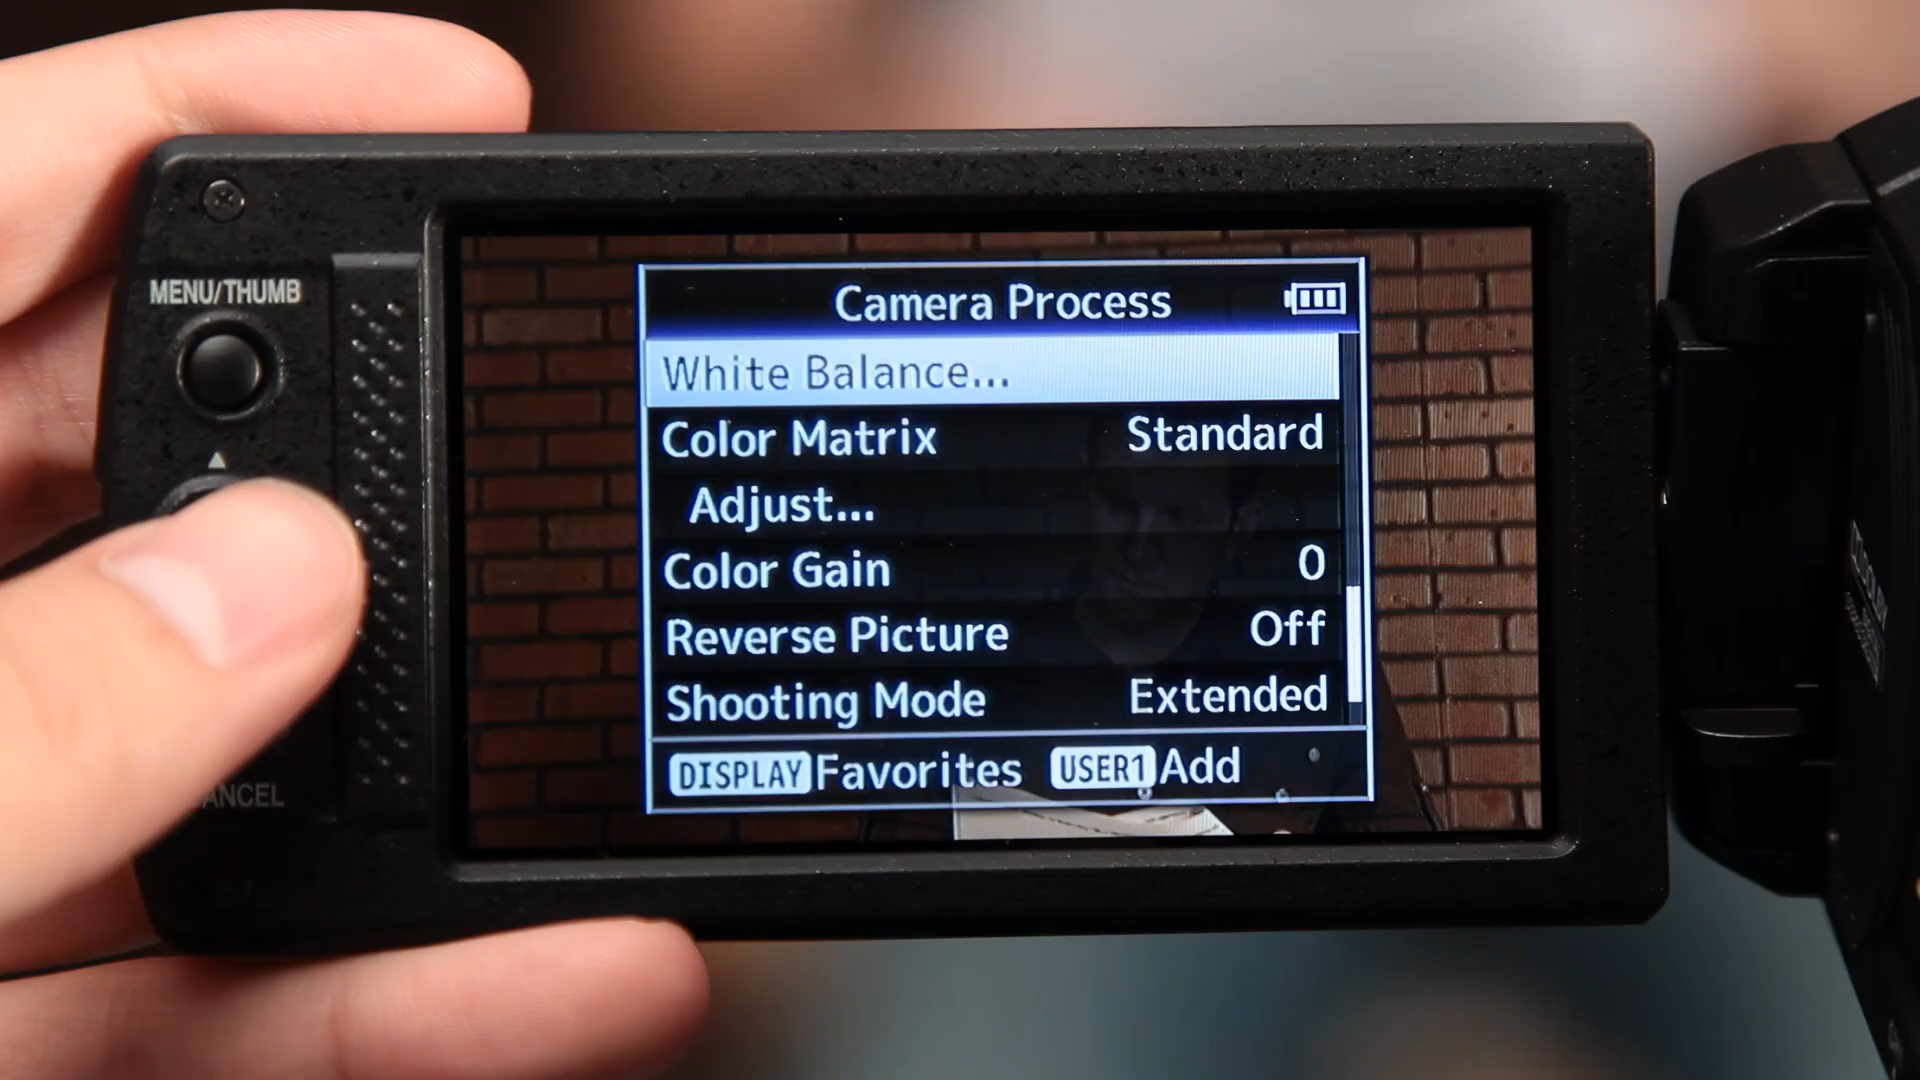 MENU/THUMB
Camera Process
White Balance...
Color Matrix Standard
Adjust...
Color Gain 0
Reverse Picture Off
Shooting Mode Extended
DISPLAY Favorites USER1 Add
ANCEL